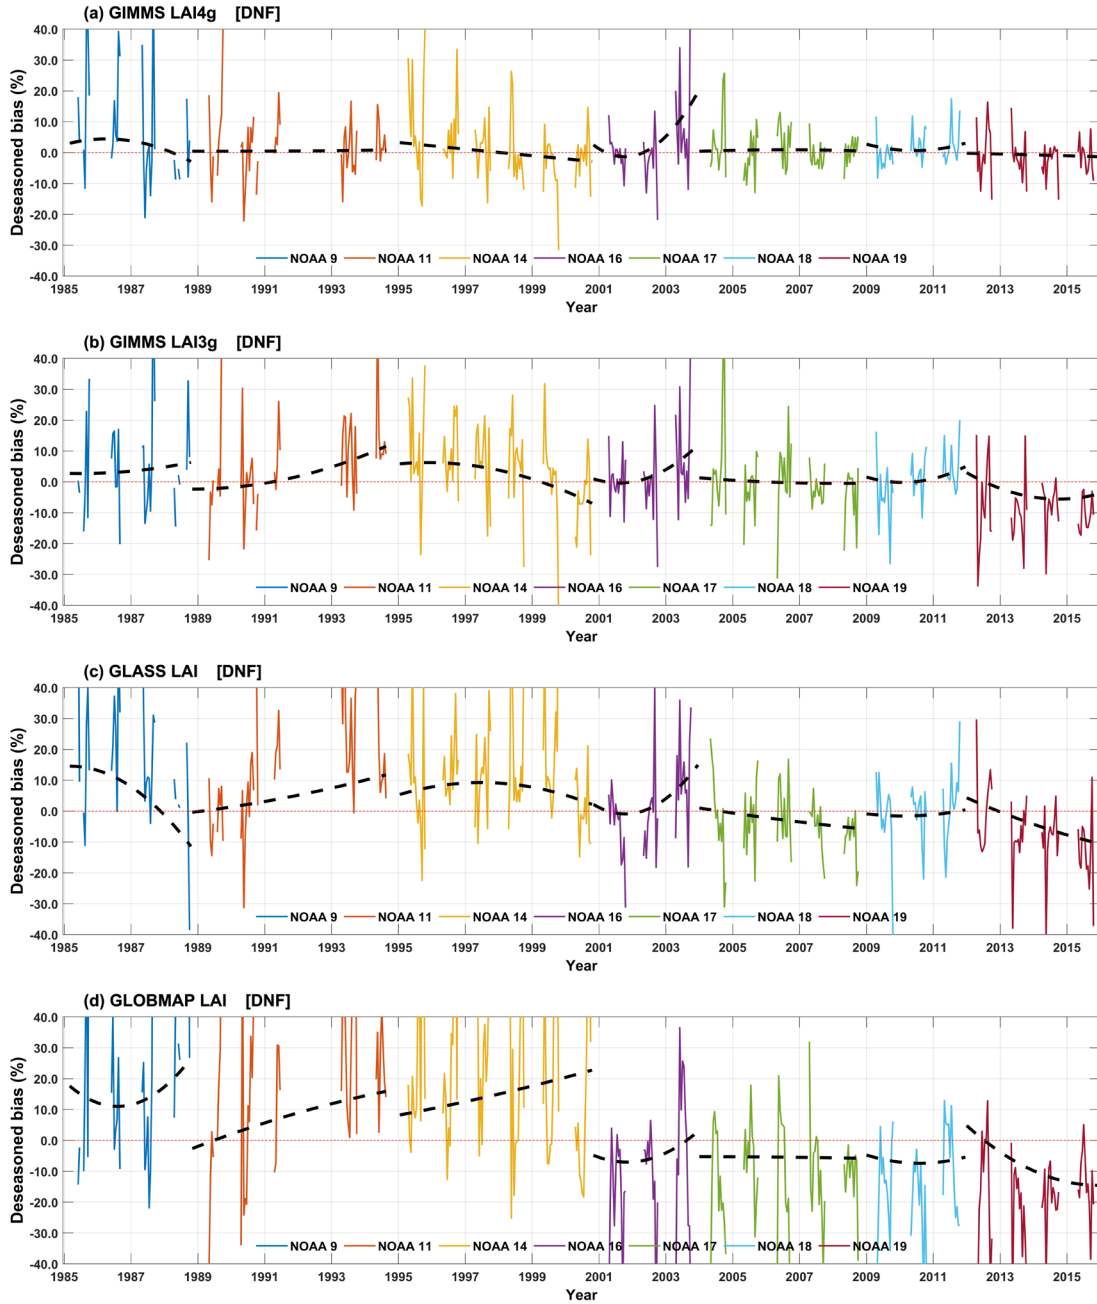 (a) GIMMS LAI4g [DNF]
40.0
30.0
20.0
10.0
0.0
-10.0
-20.0
-30.0
-40.0
Deseasoned bias (%)
NOAA 9 NOAA 11 NOAA 14 NOAA 16 NOAA 17 NOAA 18 NOAA 19
1985 1987 1989 1991 1993 1995 1997 1999 2001 2003 2005 2007 2009 2011 2013 2015
Year
(b) GIMMS LAI3g [DNF]
40.0
30.0
20.0
10.0
0.0
-10.0
-20.0
-30.0
-40.0
Deseasoned bias (%)
NOAA 9 NOAA 11 NOAA 14 NOAA 16 NOAA 17 NOAA 18 NOAA 19
1985 1987 1989 1991 1993 1995 1997 1999 2001 2003 2005 2007 2009 2011 2013 2015
Year
(c) GLASS LAI [DNF]
40.0
30.0
20.0
10.0
0.0
-10.0
-20.0
-30.0
-40.0
Deseasoned bias (%)
NOAA 9 NOAA 11 NOAA 14 NOAA 16 NOAA 17 NOAA 18 NOAA 19
1985 1987 1989 1991 1993 1995 1997 1999 2001 2003 2005 2007 2009 2011 2013 2015
Year
(d) GLOBMAP LAI [DNF]
40.0
30.0
20.0
10.0
0.0
-10.0
-20.0
-30.0
-40.0
Deseasoned bias (%)
NOAA 9 NOAA 11 NOAA 14 NOAA 16 NOAA 17 NOAA 18 NOAA 19
1985 1987 1989 1991 1993 1995 1997 1999 2001 2003 2005 2007 2009 2011 2013 2015
Year